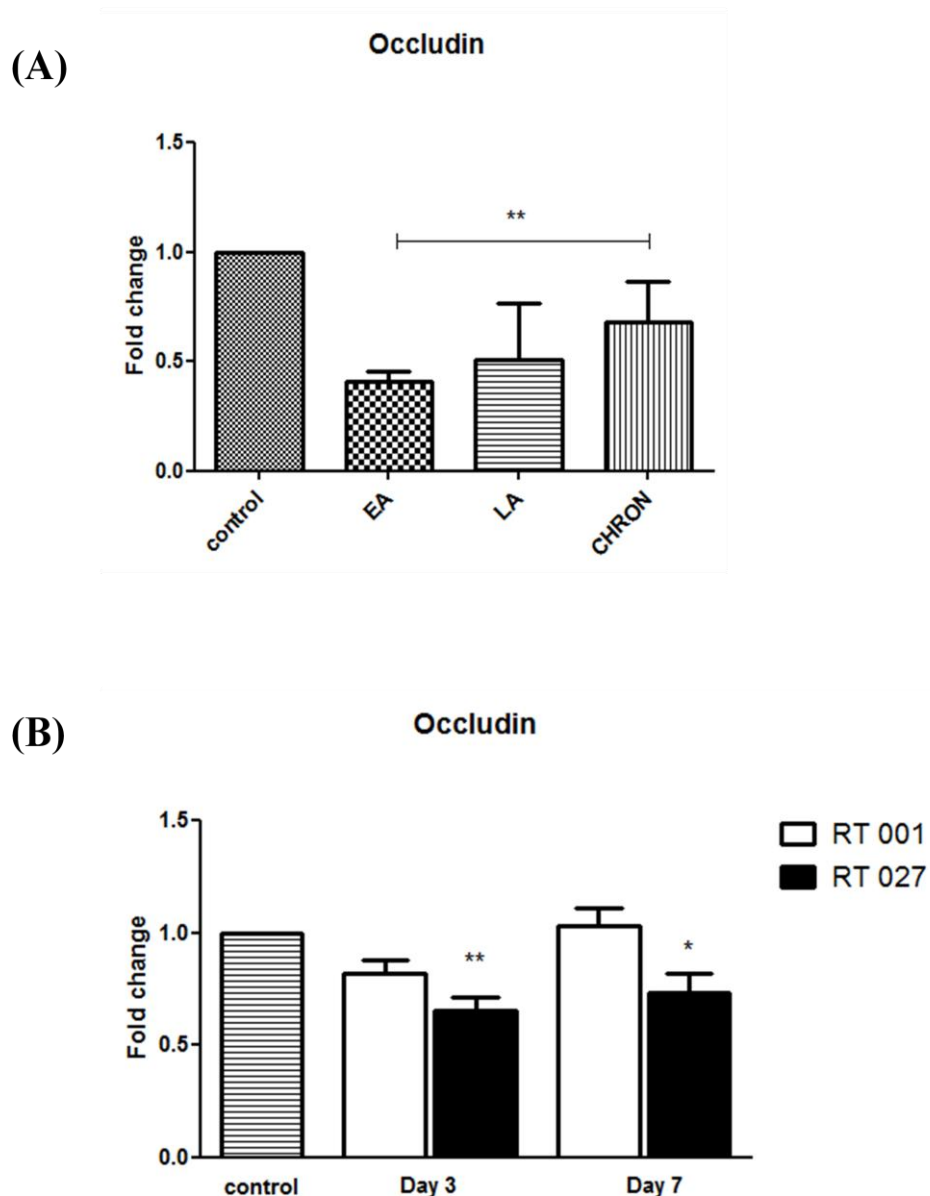 (A)
Occludin
1.5
**
1.0
Fold change
0.5
0.0
control
EA
LA
CHRON
(B)
Occludin
1.5
RT 001
RT 027
1.0
**
*
Fold change
0.5
0.0
control
Day 3
Day 7